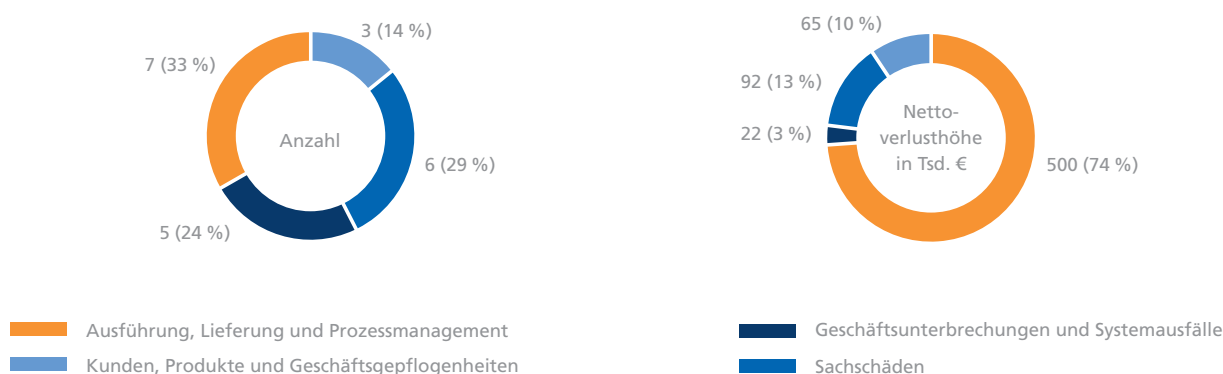 3 (14 %)
7 (33 %)
Anzahl
6 (29 %)
5 (24 %)
65 (10 %)
92 (13 %)
22 (3 %)
Netto-
verlusthöhe
in Tsd. €
500 (74 %)
Ausführung, Lieferung und Prozessmanagement
Kunden, Produkte und Geschäftsgepflogenheiten
Geschäftsunterbrechungen und Systemausfälle
Sachschäden